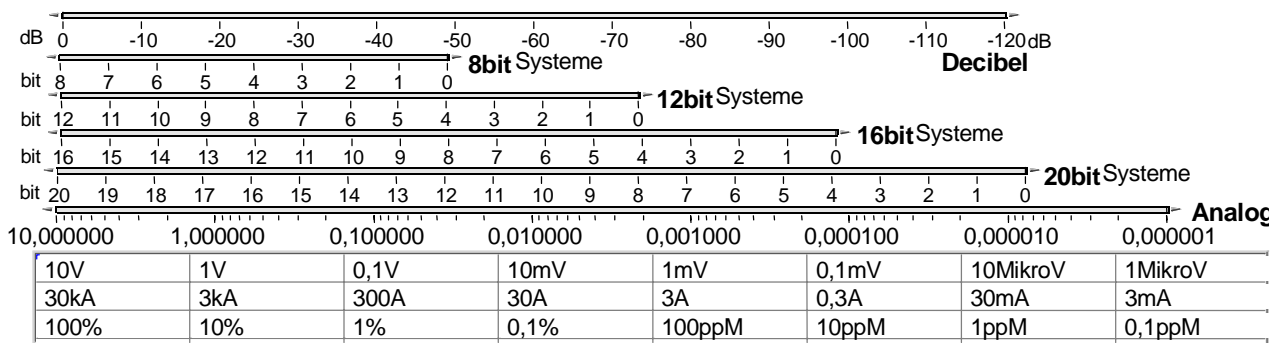 dB 0 -10 -20 -30 -40 -50 -60 -70 -80 -90 -100 -110 -120 dB
Decibel
8bit Systeme
bit 8 7 6 5 4 3 2 1 0
12bit Systeme
bit 12 11 10 9 8 7 6 5 4 3 2 1 0
16bit Systeme
bit 16 15 14 13 12 11 10 9 8 7 6 5 4 3 2 1 0
20bit Systeme
bit 20 19 18 17 16 15 14 13 12 11 10 9 8 7 6 5 4 3 2 1 0
Analog
10,000000 1,000000 0,100000 0,010000 0,001000 0,000100 0,000010 0,000001
10V 1V 0,1V 10mV 1mV 0,1mV 10MikroV 1MikroV
30kA 3kA 300A 30A 3A 0,3A 30mA 3mA
100% 10% 1% 0,1% 100ppM 10ppM 1ppM 0,1ppM